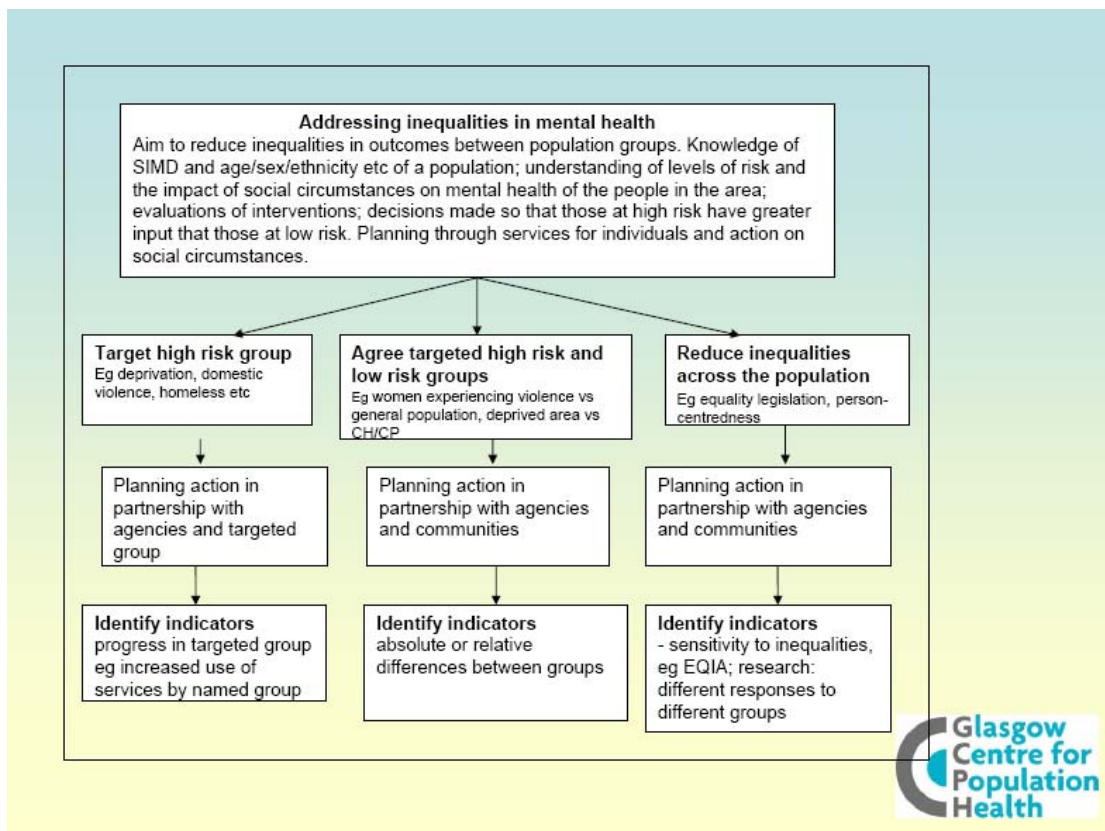 Addressing inequalities in mental health
Aim to reduce inequalities in outcomes between population groups. Knowledge of
SIMD and age/sex/ethnicity etc of a population; understanding of levels of risk and
the impact of social circumstances on mental health of the people in the area;
evaluations of interventions; decisions made so that those at high risk have greater
input that those at low risk. Planning through services for individuals and action on
social circumstances.
Target high risk group
Eg deprivation, domestic
violence, homeless etc
Agree targeted high risk and
low risk groups
Eg women experiencing violence vs
general population, deprived area vs
CH/CP
Reduce inequalities
across the population
Eg equality legislation, person-
centredness
Planning action in
partnership with
agencies and targeted
group
Planning action in
partnership with agencies
and communities
Planning action in
partnership with agencies
and communities
Identify indicators
progress in targeted group
eg increased use of
services by named group
Identify indicators
absolute or relative
differences between groups
Identify indicators
- sensitivity to inequalities,
eg EQIA; research:
different responses to
different groups
Glasgow
Centre for
Population
Health